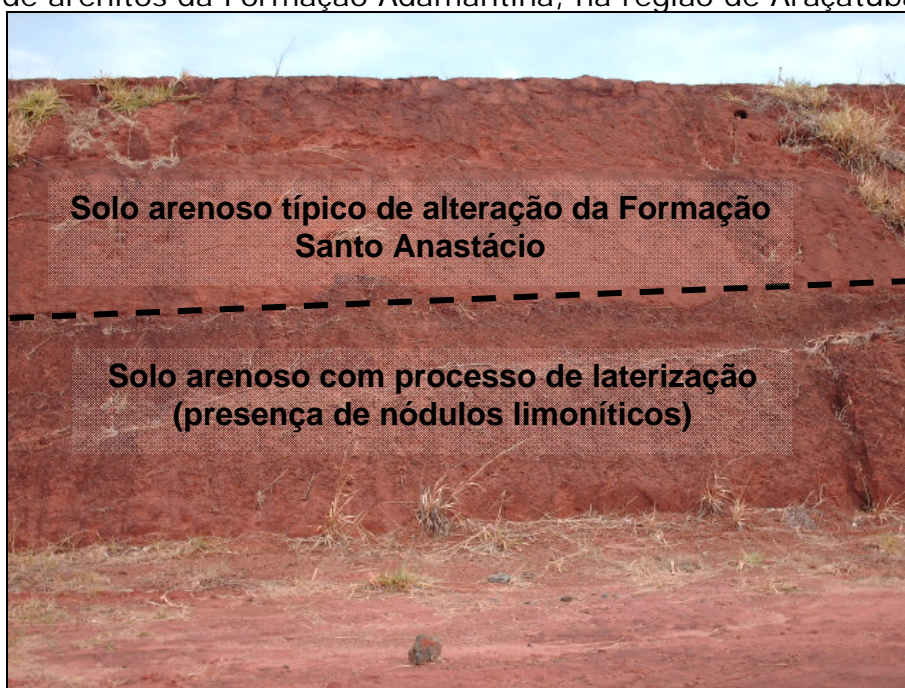 de arenitos da Formação Adamantina, na região de Araçatuba
Solo arenoso típico de alteração da Formação
Santo Anastácio
Solo arenoso com processo de laterização
(presença de nódulos limoníticos)